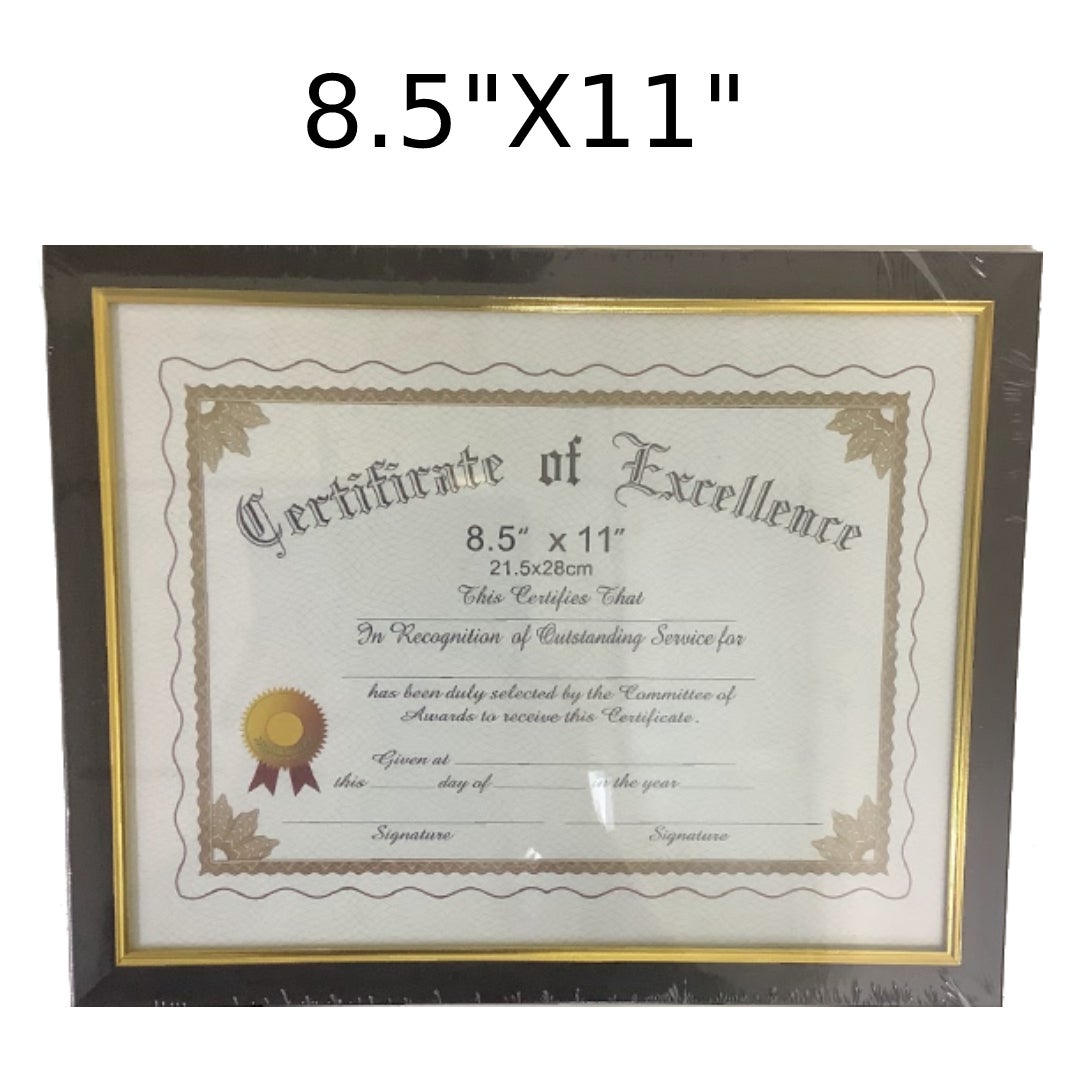 8.5"X11"
Certificate of Excellence
8.5" x 11"
21.5x28cm
This Certifies That
In Recognition of Outstanding Service for
has been duly selected by the Committee of
Awards to receive this Certificate.
Given at
this day of in the year
Signature Signature